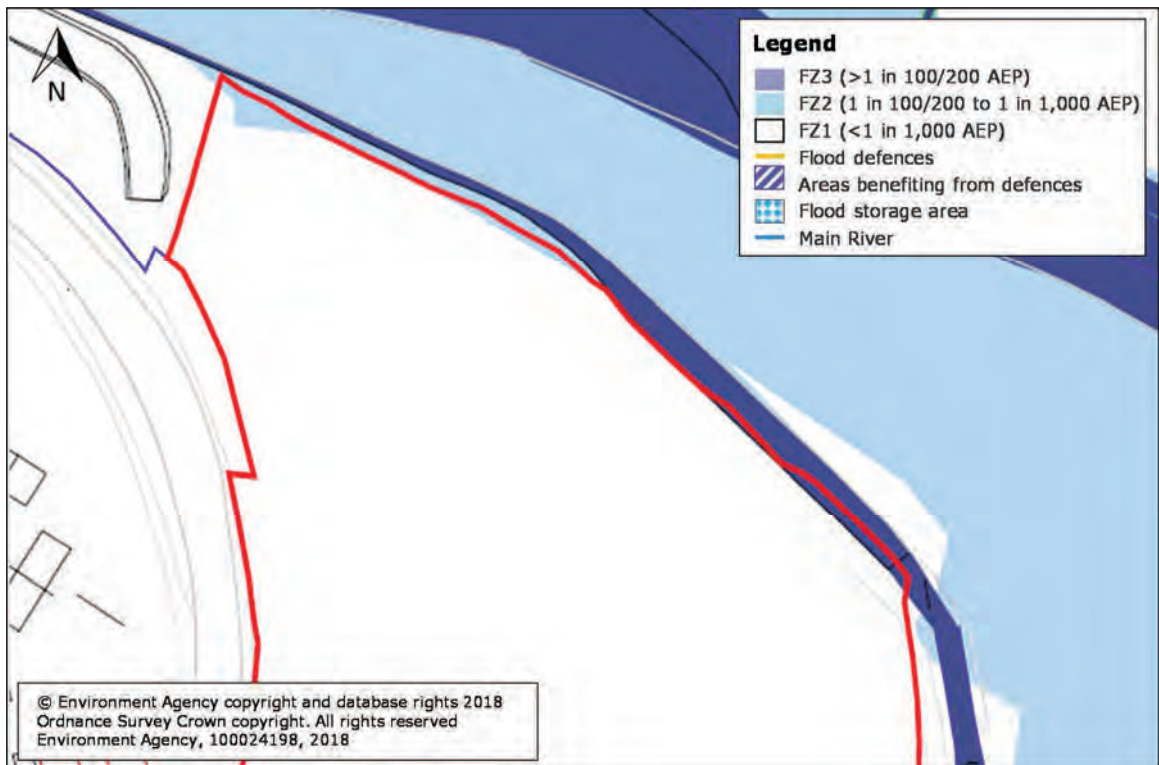 N
Legend
FZ3 (>1 in 100/200 AEP)
FZ2 (1 in 100/200 to 1 in 1,000 AEP)
FZ1 (<1 in 1,000 AEP)
Flood defences
Areas benefiting from defences
Flood storage area
Main River
© Environment Agency copyright and database rights 2018
Ordnance Survey Crown copyright. All rights reserved
Environment Agency, 100024198, 2018